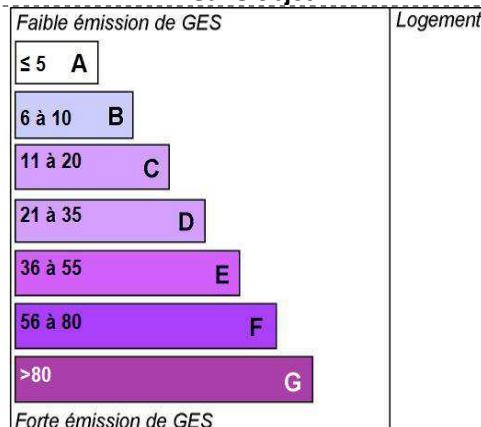 Faible émission de GES Logement
≤ 5 A
6 à 10 B
11 à 20 C
21 à 35 D
36 à 55 E
56 à 80 F
>80 G
Forte émission de GES